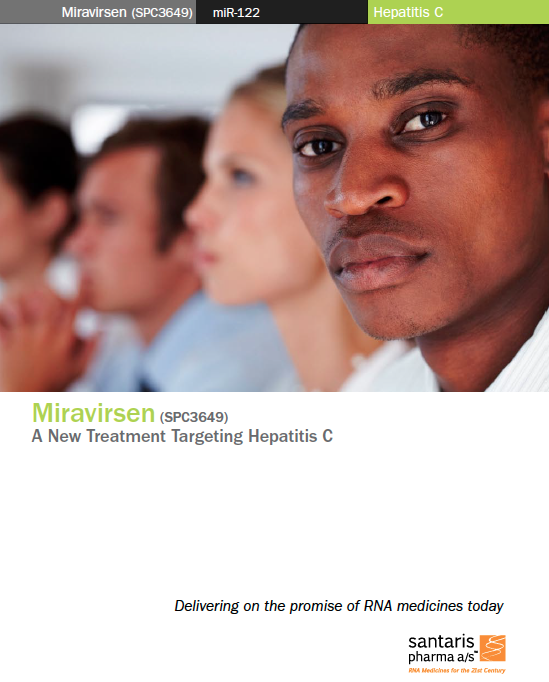 Miravirsen (SPC3649) miR-122 Hepatitis C
Miravirsen (SPC3649)
A New Treatment Targeting Hepatitis C
Delivering on the promise of RNA medicines today
santaris
pharma a/s™
RNA Medicines for the 21st Century